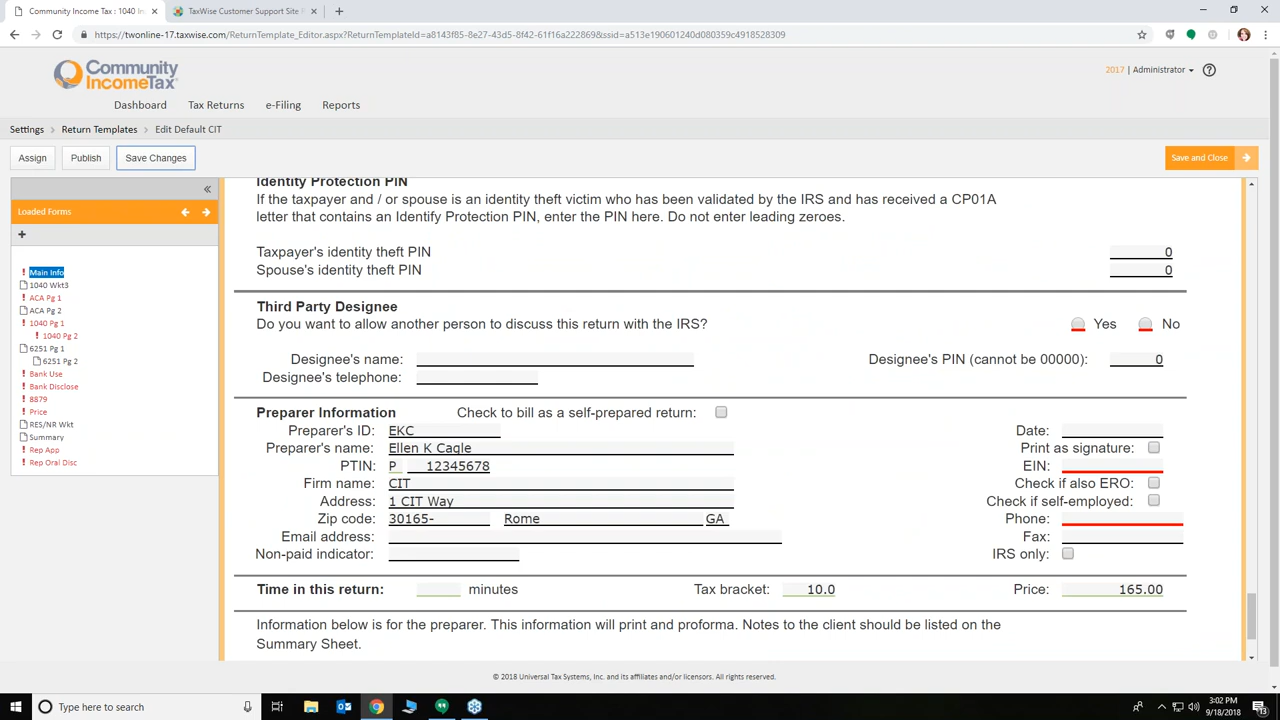 Community Income Tax : 1040 In
TaxWise Customer Support Site P
https://twonline-17.taxwise.com/ReturnTemplate_Editor.aspx?ReturnTemplateId=a8143f85-8e27-43d5-8f42-61f16a222869&ssid=a513e190601240d080359c4918528309
Community
IncomeTax
2017 | Administrator
Dashboard Tax Returns e-Filing Reports
Settings > Return Templates > Edit Default CIT
Assign Publish Save Changes Save and Close
«
Loaded Forms
+
! Main Info
1040 Wkt3
! ACA Pg 1
ACA Pg 2
! 1040 Pg 1
! 1040 Pg 2
6251 Pg 1
6251 Pg 2
! Bank Use
! Bank Disclose
! 8879
! Price
RES/NR Wkt
Summary
! Rep App
! Rep Oral Disc
Identity Protection PIN
If the taxpayer and / or spouse is an identity theft victim who has been validated by the IRS and has received a CP01A
letter that contains an Identify Protection PIN, enter the PIN here. Do not enter leading zeroes.
Taxpayer's identity theft PIN 0
Spouse's identity theft PIN 0
Third Party Designee
Do you want to allow another person to discuss this return with the IRS? Yes No
Designee's name: Designee's PIN (cannot be 00000): 0
Designee's telephone:
Preparer Information Check to bill as a self-prepared return:
Preparer's ID: EKC Date:
Preparer's name: Ellen K Cagle Print as signature:
PTIN: P 12345678 EIN:
Firm name: CIT Check if also ERO:
Address: 1 CIT Way Check if self-employed:
Zip code: 30165- Rome GA Phone:
Email address: Fax:
Non-paid indicator: IRS only:
Time in this return: minutes Tax bracket: 10.0 Price: 165.00
Information below is for the preparer. This information will print and proforma. Notes to the client should be listed on the
Summary Sheet.
© 2018 Universal Tax Systems, Inc. and its affiliates and/or licensors. All rights reserved.
Type here to search
3:02 PM
9/18/2018